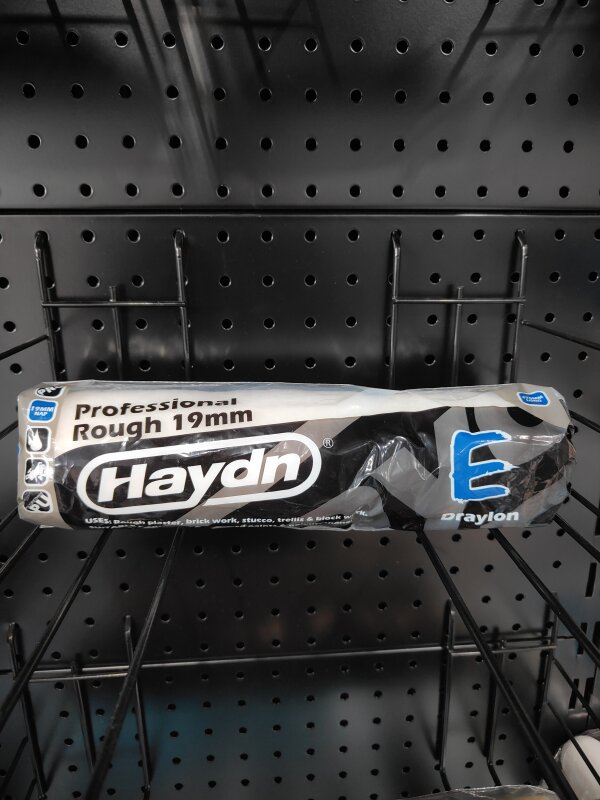 19MM
NAP
Professional
Rough 19mm
Haydn®
E
Draylon
USES: Rough plaster, brick work, stucco, trellis & block work.